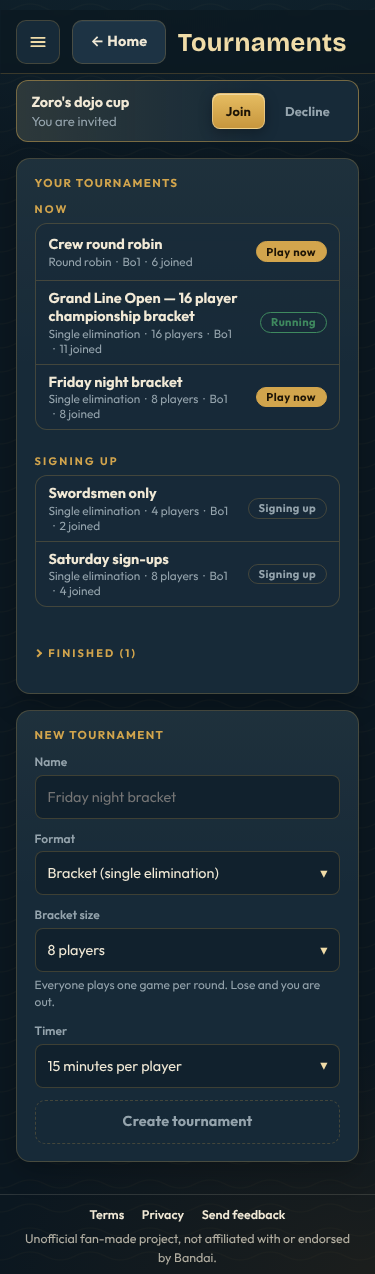 ← Home
Tournaments
Zoro's dojo cup
You are invited
Join
Decline
YOUR TOURNAMENTS
NOW
Crew round robin
Round robin · Bo1 · 6 joined
Play now
Grand Line Open — 16 player
championship bracket
Single elimination · 16 players · Bo1
· 11 joined
Running
Friday night bracket
Single elimination · 8 players · Bo1
· 8 joined
Play now
SIGNING UP
Swordsmen only
Single elimination · 4 players · Bo1
· 2 joined
Signing up
Saturday sign-ups
Single elimination · 8 players · Bo1
· 4 joined
Signing up
FINISHED (1)
NEW TOURNAMENT
Name
Friday night bracket
Format
Bracket (single elimination)
Bracket size
8 players
Everyone plays one game per round. Lose and you are
out.
Timer
15 minutes per player
Create tournament
Terms
Privacy
Send feedback
Unofficial fan-made project, not affiliated with or endorsed
by Bandai.